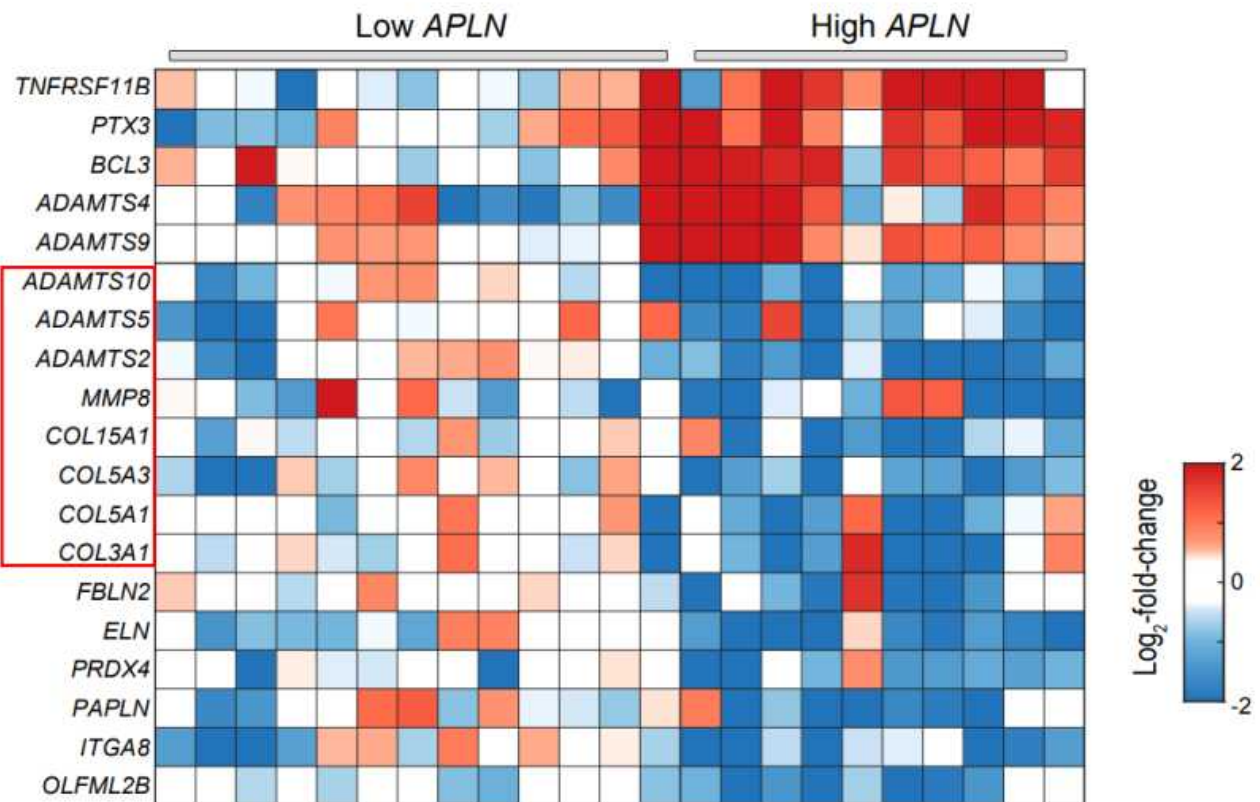 Low APLN High APLN
TNFRSF11B
PTX3
BCL3
ADAMTS4
ADAMTS9
ADAMTS10
ADAMTS5
ADAMTS2
MMP8
COL15A1
COL5A3
COL5A1
COL3A1
FBLN2
ELN
PRDX4
PAPLN
ITGA8
OLFML2B
2
0
-2
Log2-fold-change